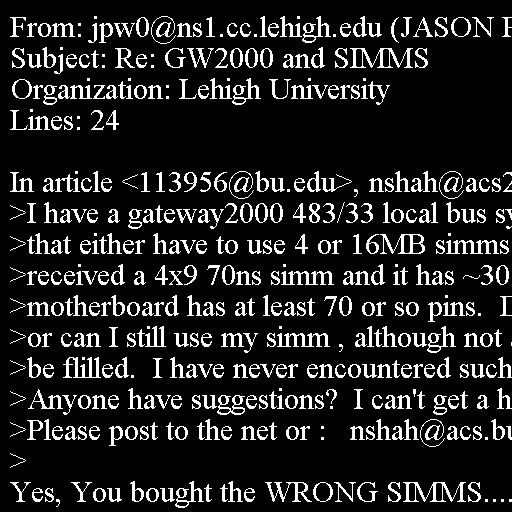 From: jpw0@ns1.cc.lehigh.edu (JASON
Subject: Re: GW2000 and SIMMS
Organization: Lehigh University
Lines: 24

In article <113956@bu.edu>, nshah@acs2
>I have a gateway2000 483/33 local bus sy
>that either have to use 4 or 16MB simms
>received a 4x9 70ns simm and it has ~30
>motherboard has at least 70 or so pins.
>or can I still use my simm , although not
>be flilled.  I have never encountered such
>Anyone have suggestions?  I can't get a h
>Please post to the net or :   nshah@acs.bu
>
Yes, You bought the WRONG SIMMS....